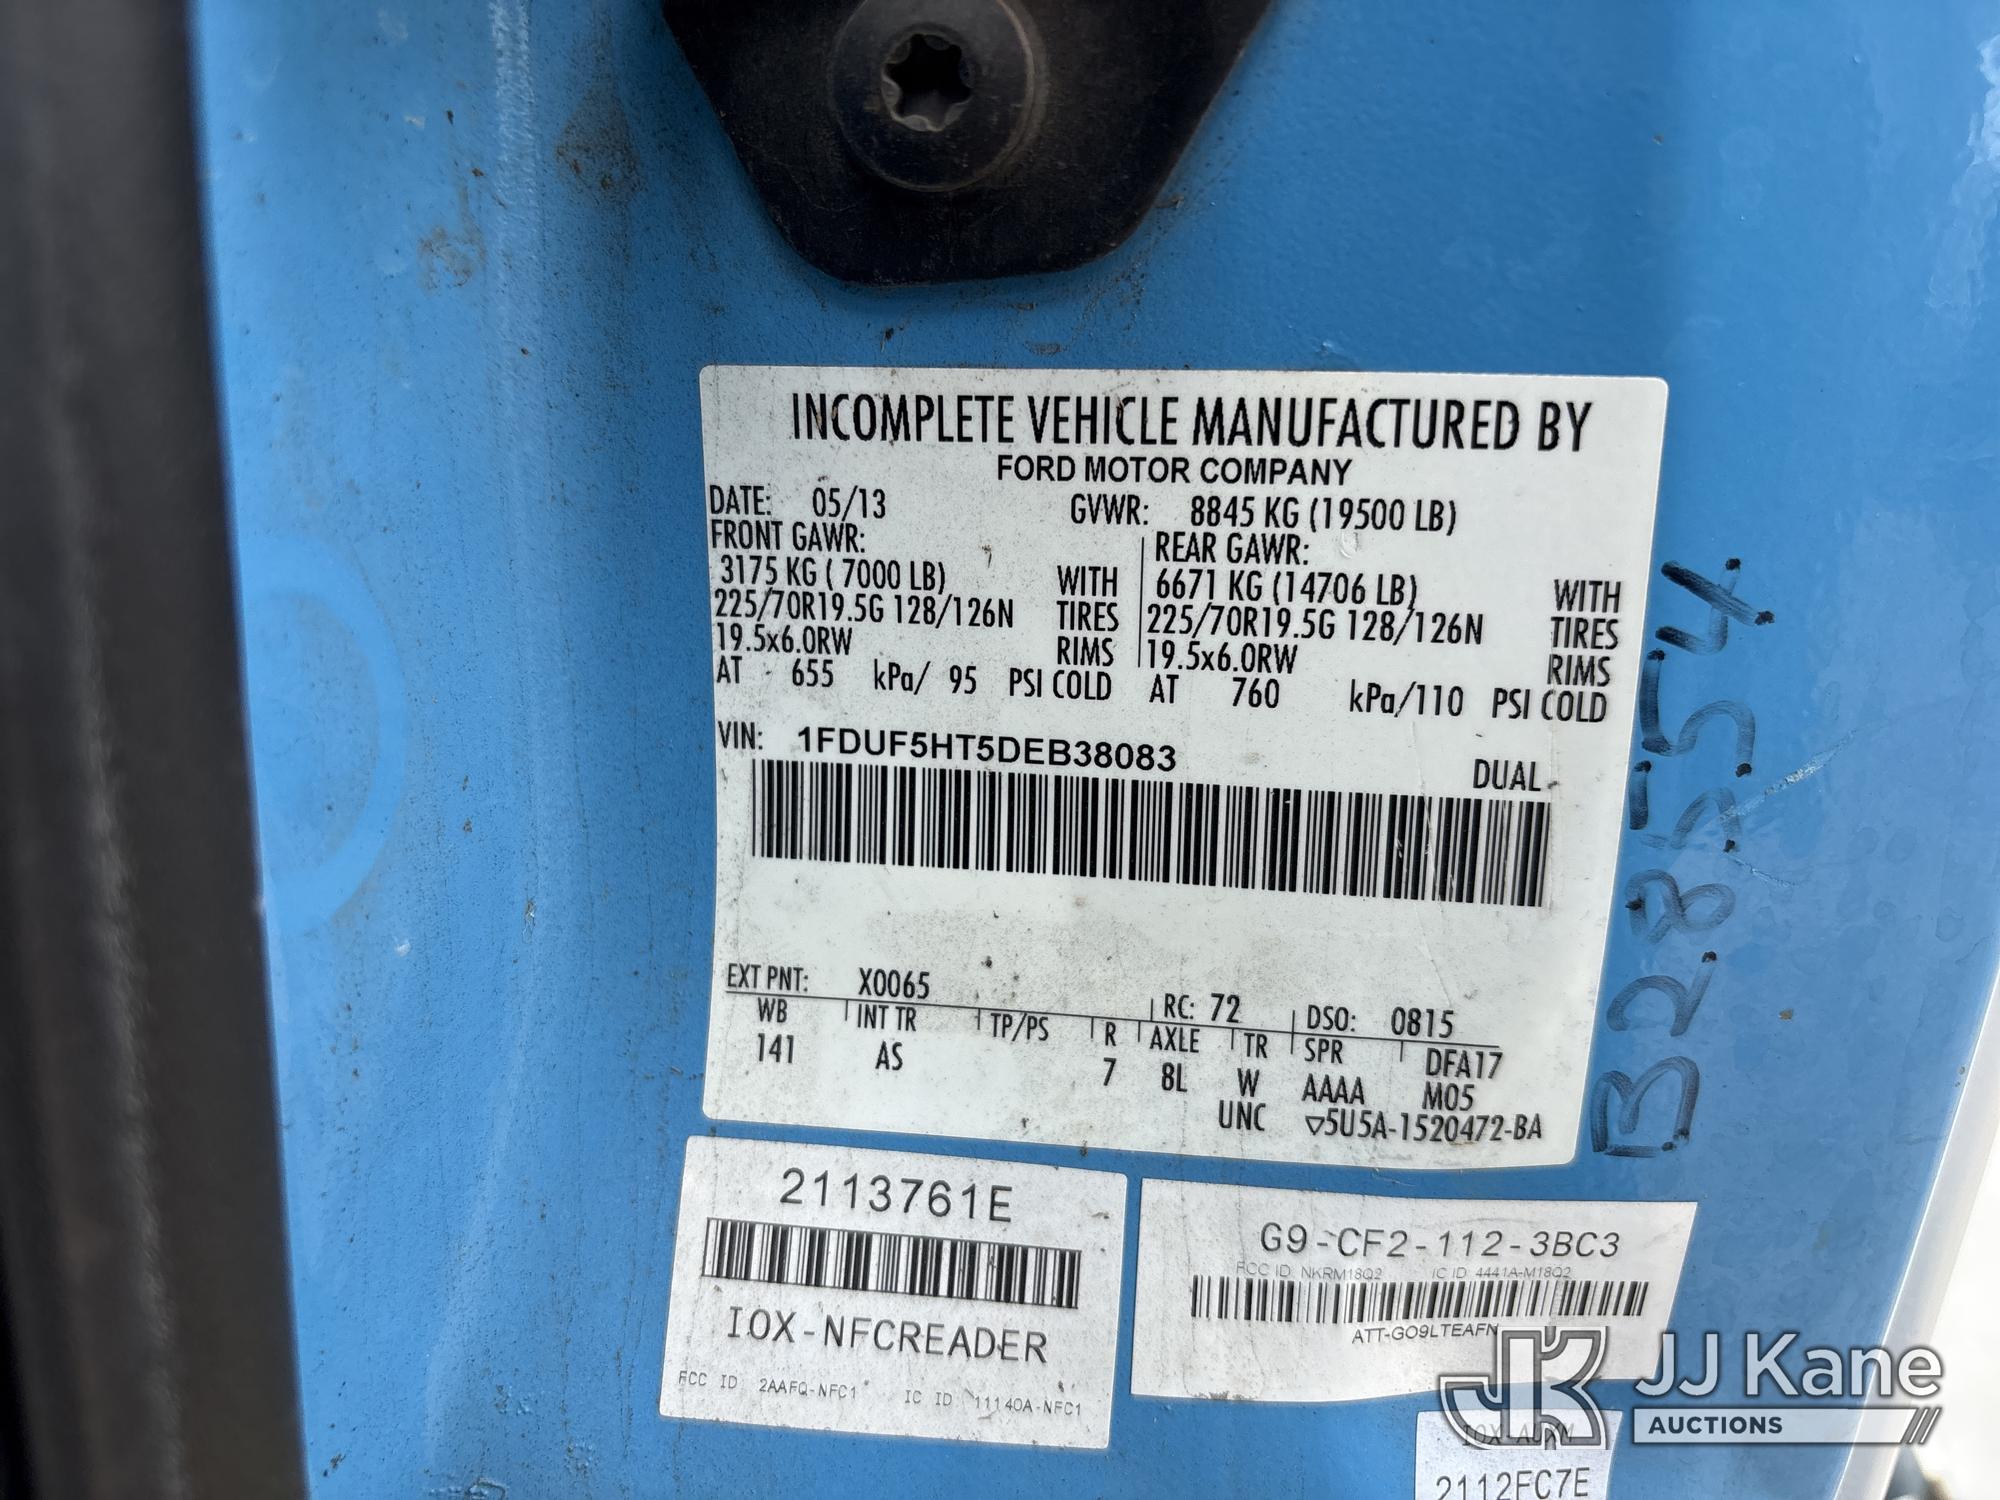 INCOMPLETE VEHICLE MANUFACTURED BY
FORD MOTOR COMPANY
DATE: 05/13 GVWR: 8845 KG (19500 LB)
FRONT GAWR: REAR GAWR:
3175 KG ( 7000 LB) WITH 6671 KG (14706 LB) WITH
225/70R19.5G 128/126N TIRES 225/70R19.5G 128/126N TIRES
19.5x6.0RW RIMS 19.5x6.0RW RIMS
AT 655 kPa/ 95 PSI COLD AT 760 kPa/110 PSI COLD
VIN: 1FDUF5HT5DEB38083
DUAL
EXT PNT: X0065 RC: 72 DSO: 0815
WB INT TR TP/PS R AXLE TR SPR DFA17
141 AS 7 8L W AAAA M05
UNC ▽5U5A-1520472-BA
B28554
2113761E
IOX-NFCREADER
FCC ID 2AAFQ-NFC1 IC ID 11140A-NFC1
G9-CF2-112-3BC3
FCC ID: NKRM18Q2 IC ID 4441A-M18Q2
ATT-GO9LTEAFN
IOX-AUXM
2112FC7E
JK
JJ Kane
AUCTIONS